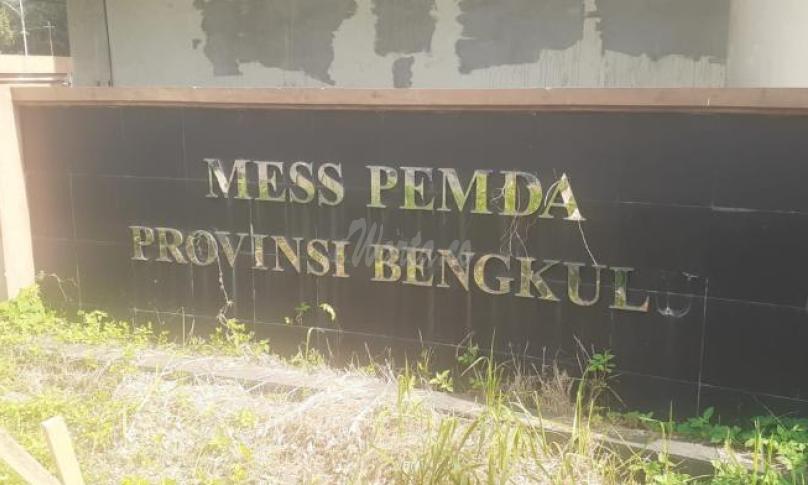 MESS PEMDA
PROVINSI BENGKULU